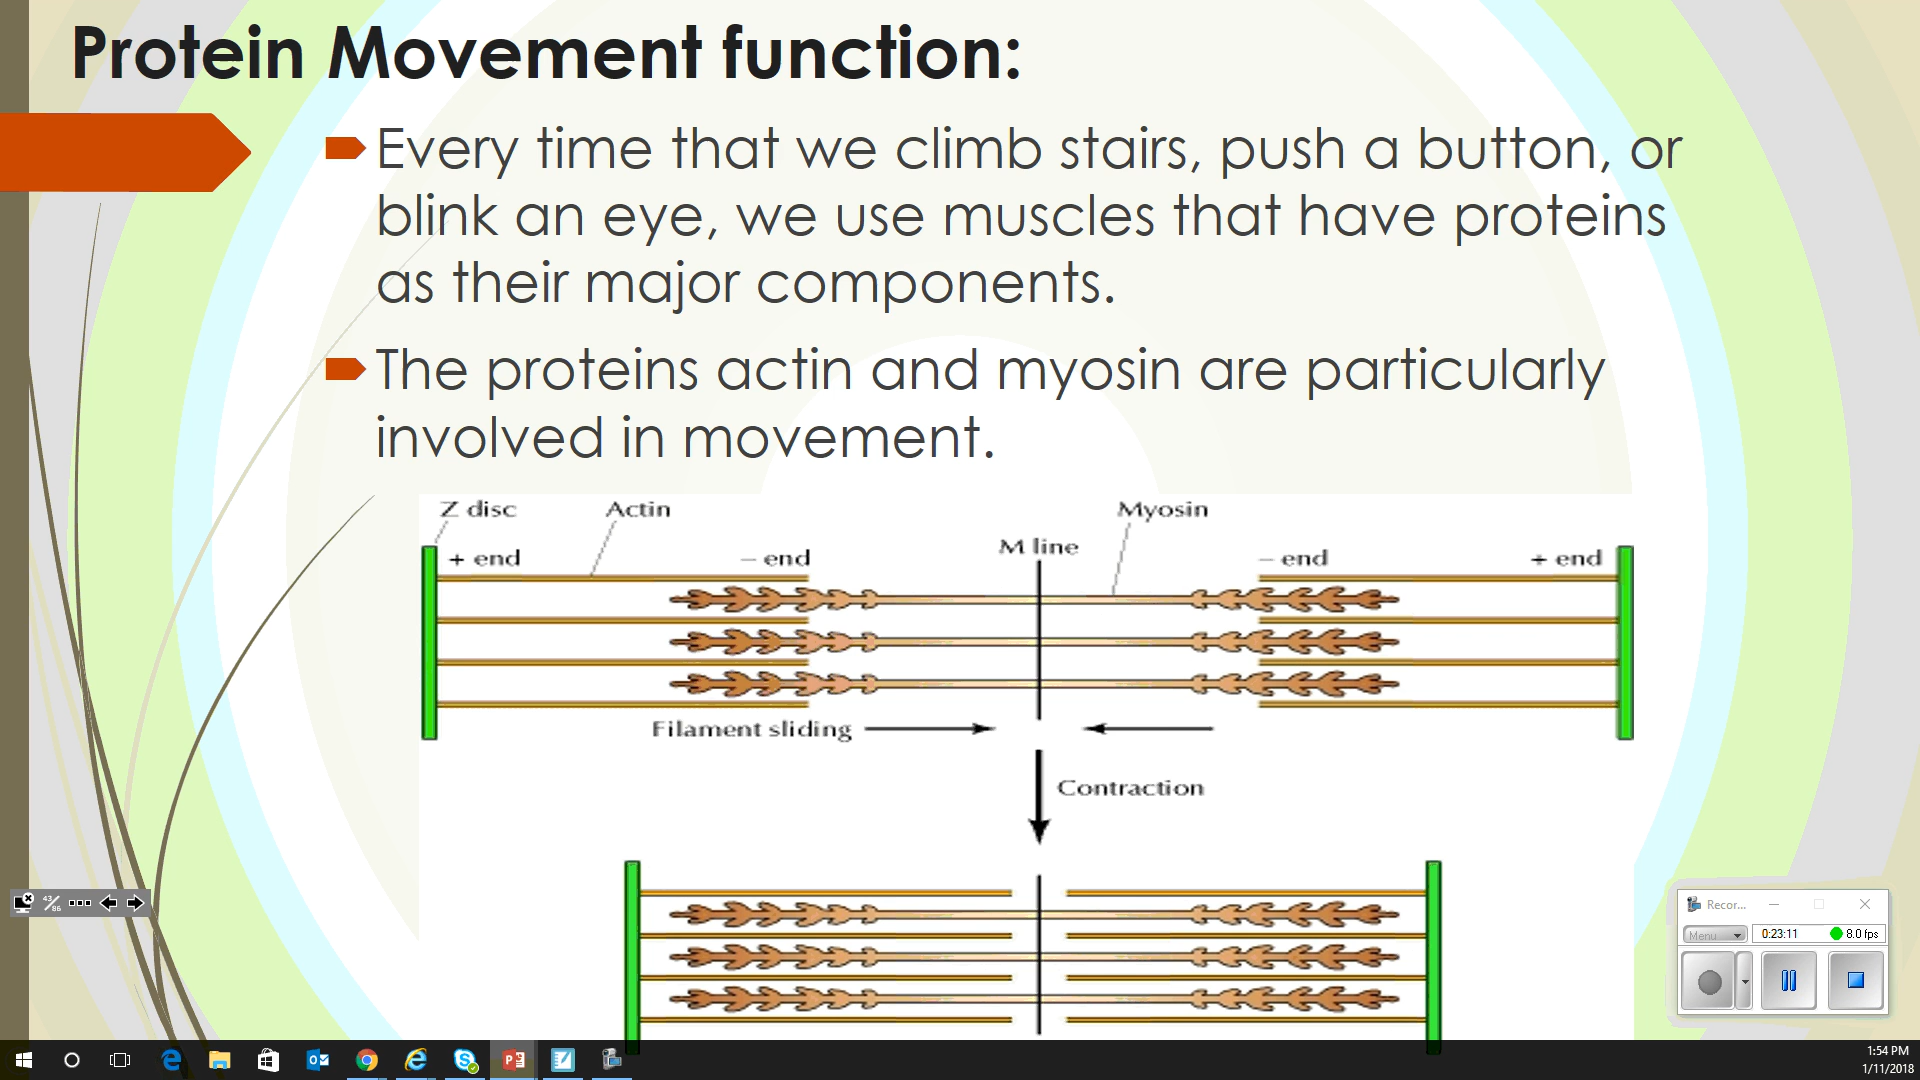 Protein Movement function:
Every time that we climb stairs, push a button, or
blink an eye, we use muscles that have proteins
as their major components.
The proteins actin and myosin are particularly
involved in movement.
Z disc
Actin
Myosin
M line
+ end
– end
– end
+ end
Filament sliding
Contraction
43/86
Recor...
Menu
0:23:11
8.0 fps
1:54 PM
1/11/2018